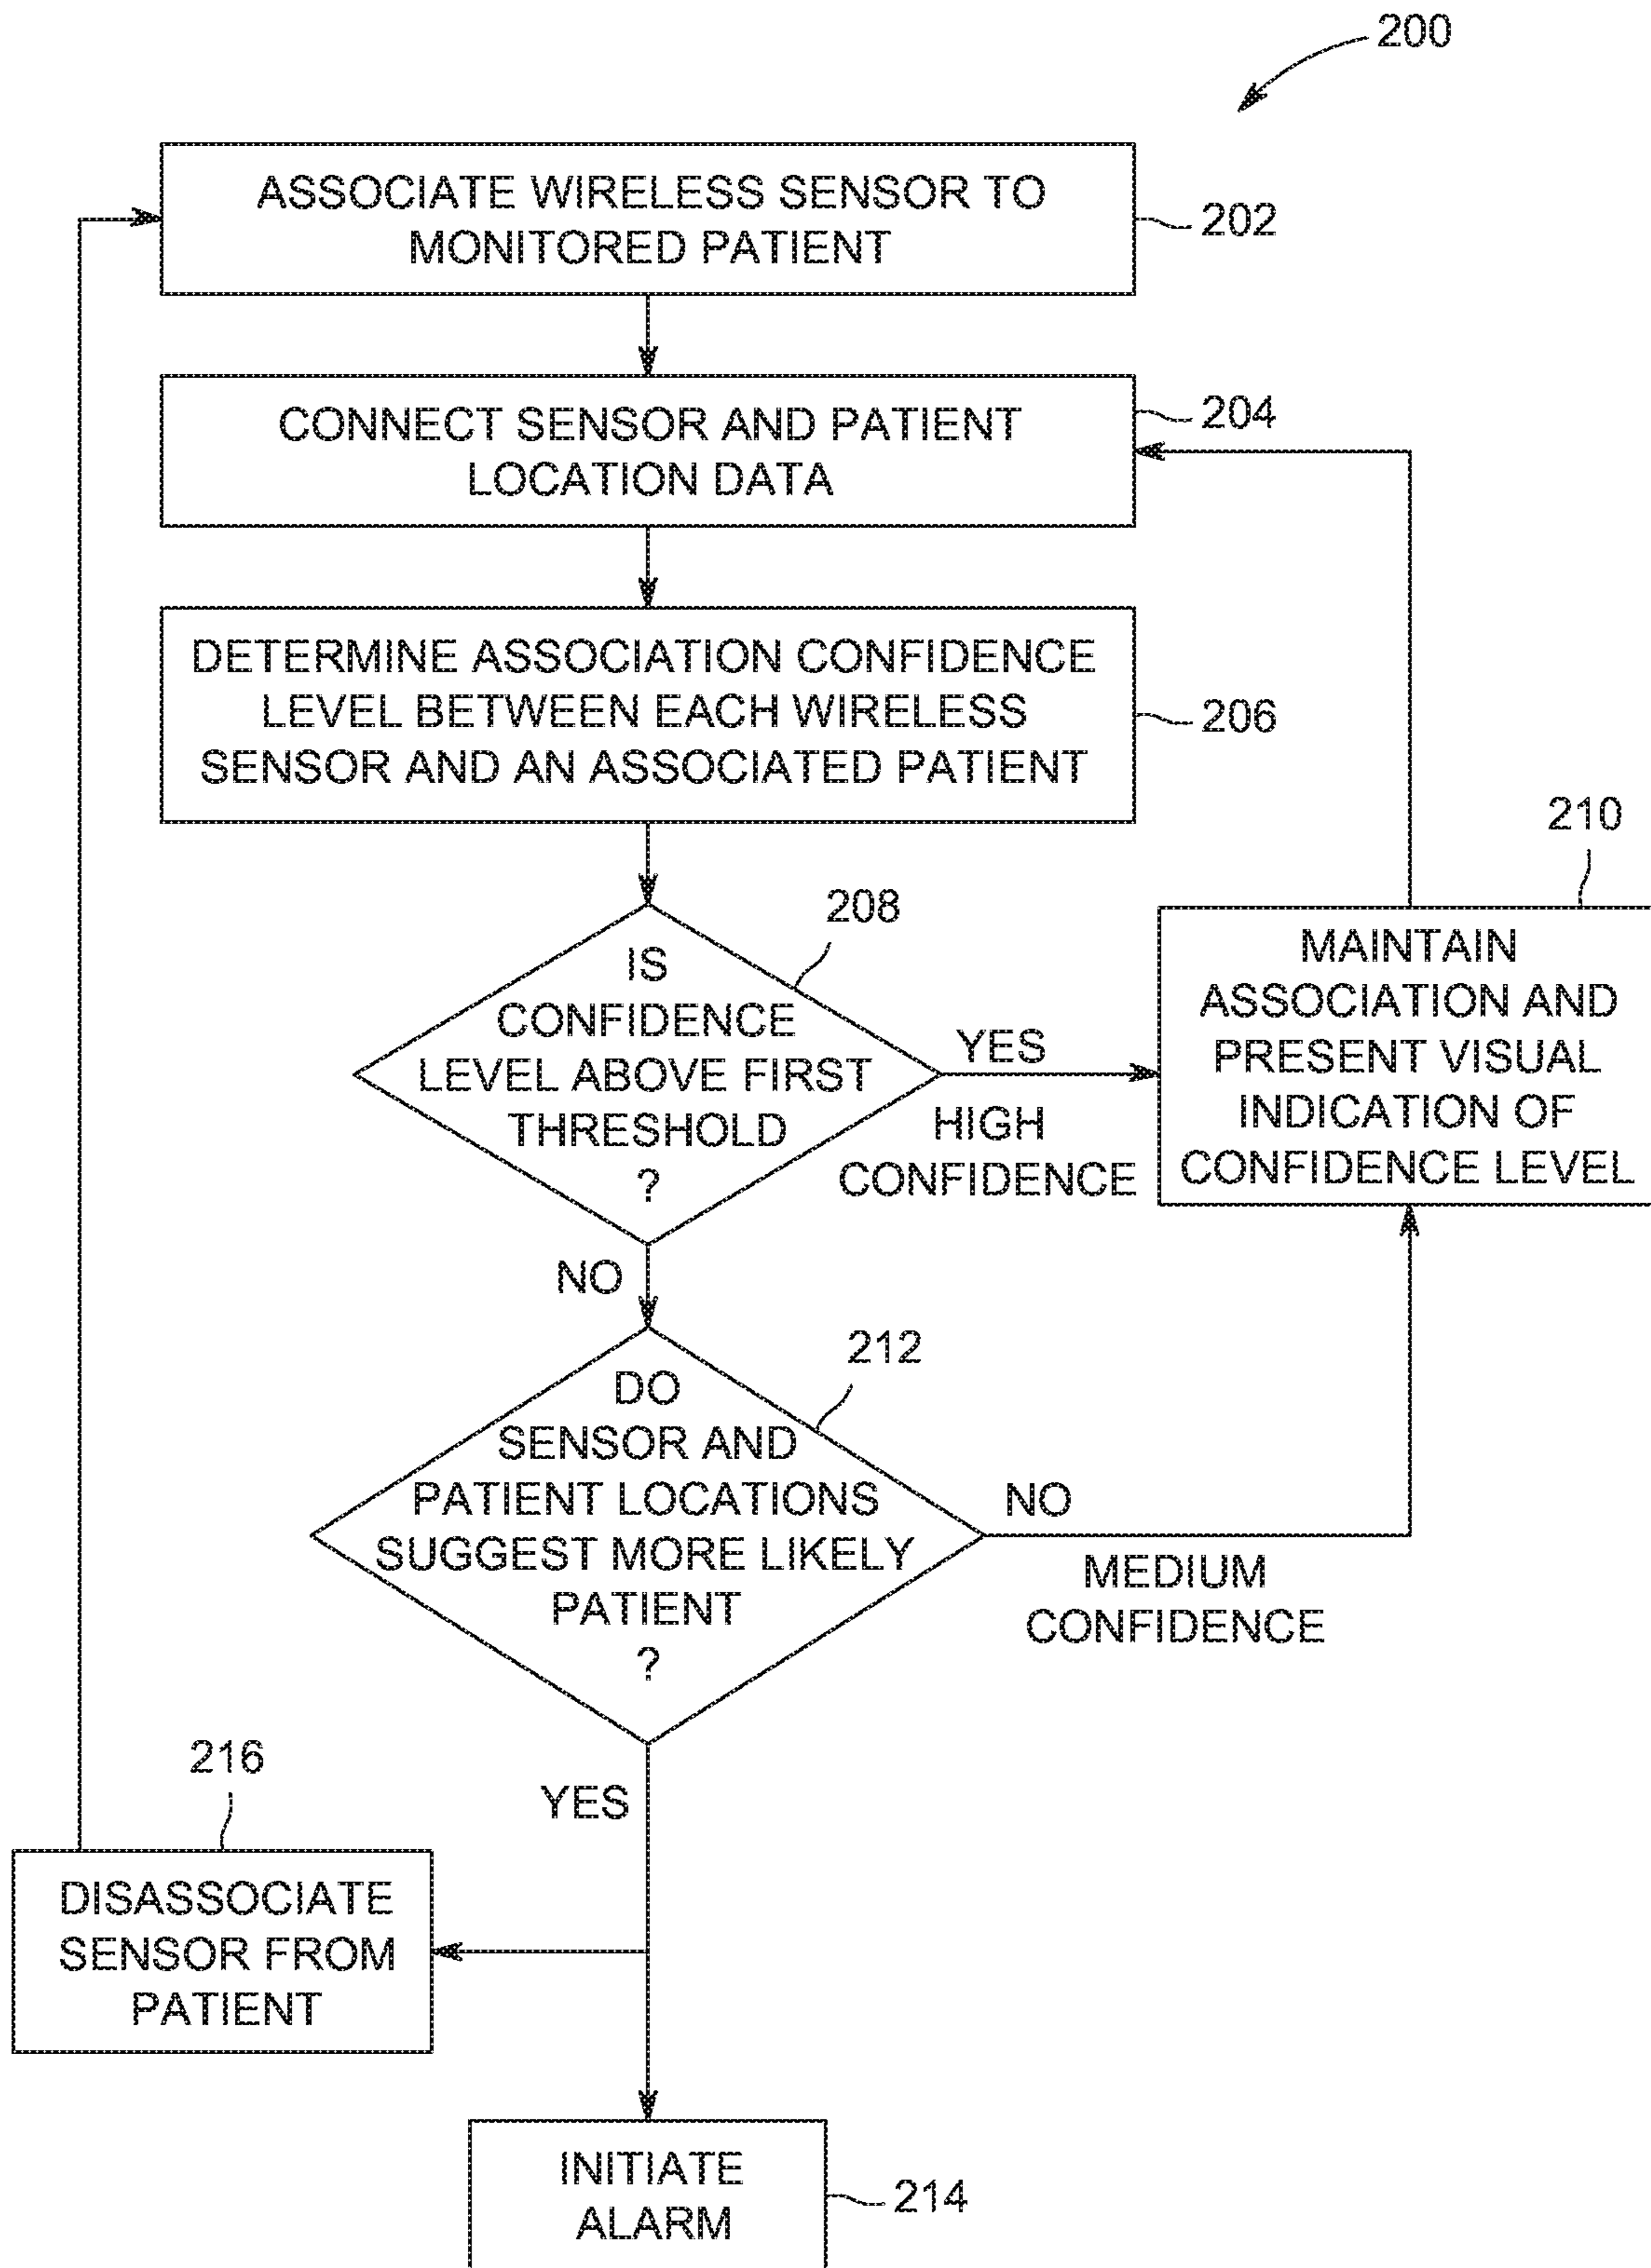 200
ASSOCIATE WIRELESS SENSOR TO
MONITORED PATIENT
202
CONNECT SENSOR AND PATIENT
LOCATION DATA
204
DETERMINE ASSOCIATION CONFIDENCE
LEVEL BETWEEN EACH WIRELESS
SENSOR AND AN ASSOCIATED PATIENT
206
208
IS
CONFIDENCE
LEVEL ABOVE FIRST
THRESHOLD
?
YES
HIGH
CONFIDENCE
210
MAINTAIN
ASSOCIATION AND
PRESENT VISUAL
INDICATION OF
CONFIDENCE LEVEL
NO
212
DO
SENSOR AND
PATIENT LOCATIONS
SUGGEST MORE LIKELY
PATIENT
?
NO
MEDIUM
CONFIDENCE
YES
216
DISASSOCIATE
SENSOR FROM
PATIENT
INITIATE
ALARM
214